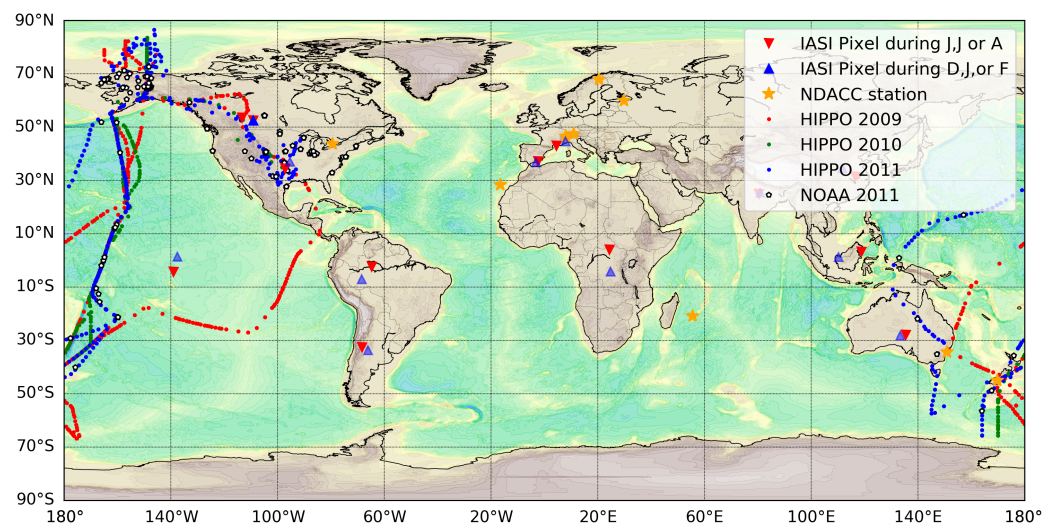 90°N
70°N
50°N
30°N
10°N
10°S
30°S
50°S
70°S
90°S
IASI Pixel during J,J or A
IASI Pixel during D,J,or F
NDACC station
HIPPO 2009
HIPPO 2010
HIPPO 2011
NOAA 2011
180°
140°W
100°W
60°W
20°W
20°E
60°E
100°E
140°E
180°